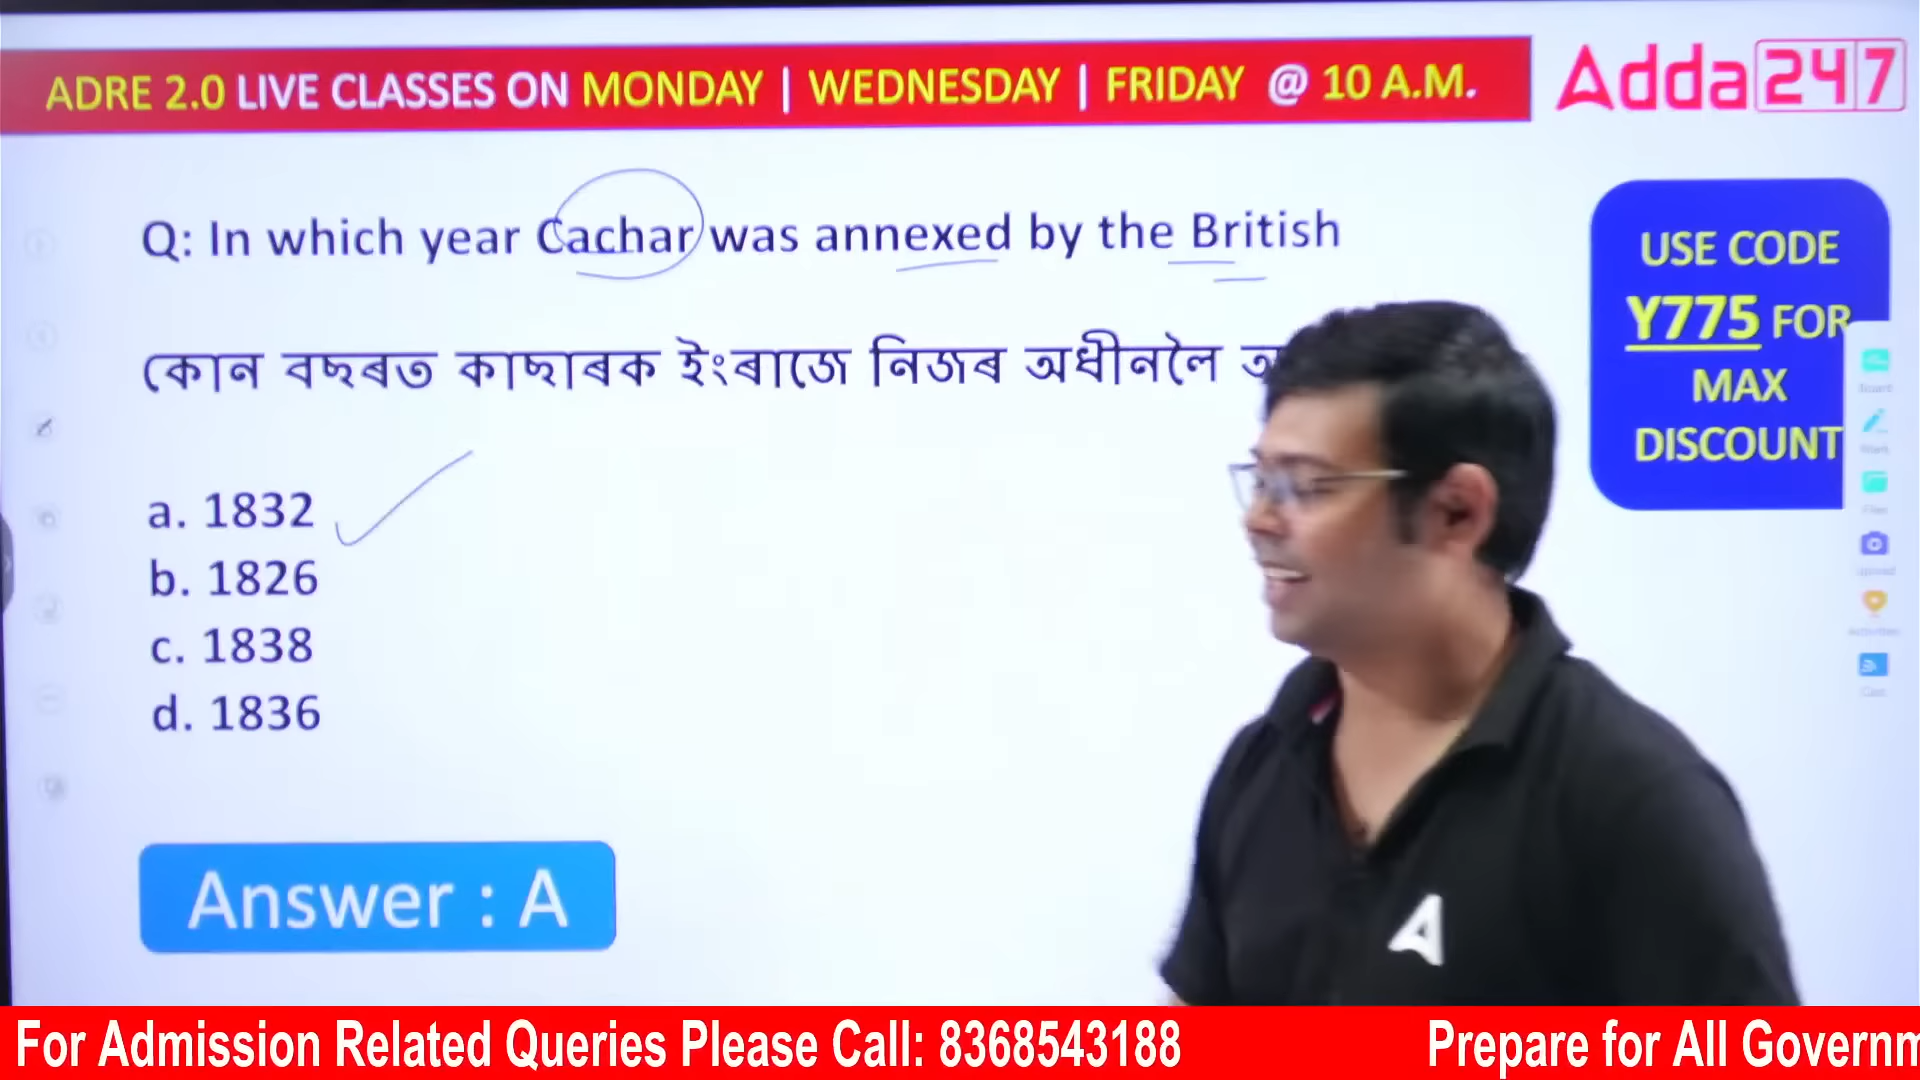 ADRE 2.0 LIVE CLASSES ON MONDAY | WEDNESDAY | FRIDAY @ 10 A.M.
Adda247
Q: In which year Cachar was annexed by the British
কোন বছৰত কাছাৰক ইংৰাজে নিজৰ অধীনলৈ
a. 1832
b. 1826
c. 1838
d. 1836
Answer : A
USE CODE
Y775 FOR
MAX
DISCOUNT
A
For Admission Related Queries Please Call: 8368543188
Prepare for All Governm